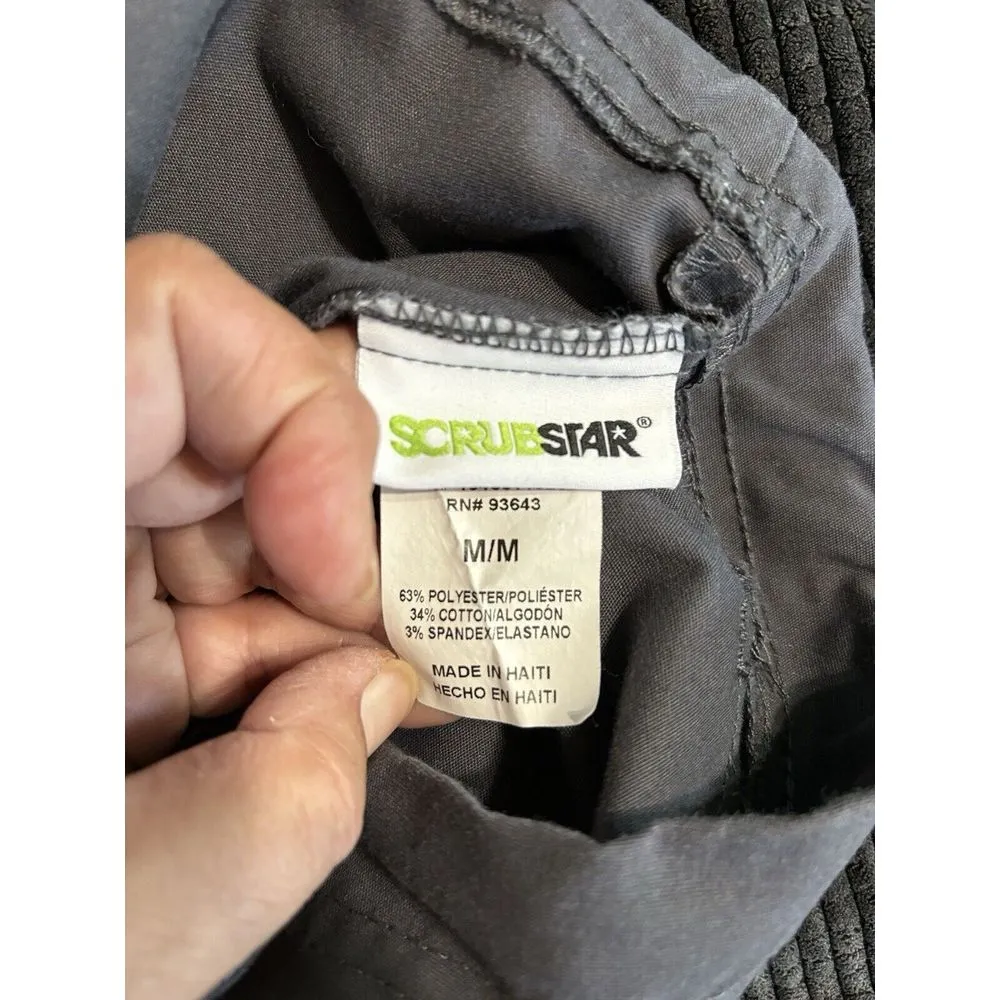 SCRUBSTAR®
RN# 93643
M/M
63% POLYESTER/POLIÉSTER
34% COTTON/ALGODÓN
3% SPANDEX/ELASTANO
MADE IN HAITI
HECHO EN HAITI